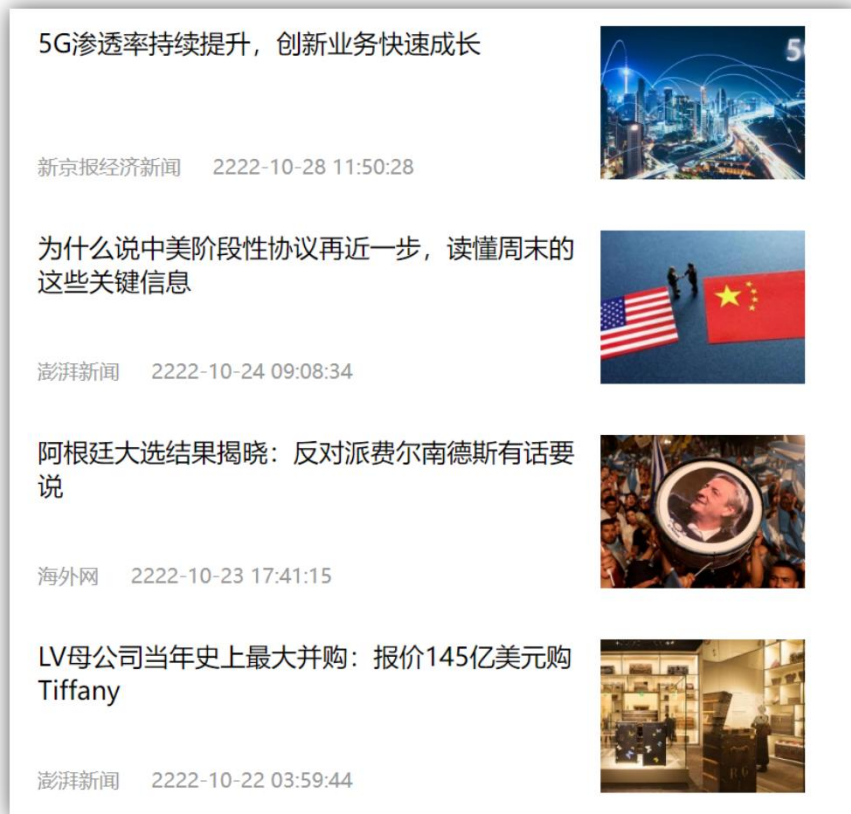 5G渗透率持续提升，创新业务快速成长
新京报经济新闻 2222-10-28 11:50:28
为什么说中美阶段性协议再近一步，读懂周末的
这些关键信息
澎湃新闻 2222-10-24 09:08:34
阿根廷大选结果揭晓：反对派费尔南德斯有话要
说
海外网 2222-10-23 17:41:15
LV母公司当年史上最大并购：报价145亿美元购
Tiffany
澎湃新闻 2222-10-22 03:59:44